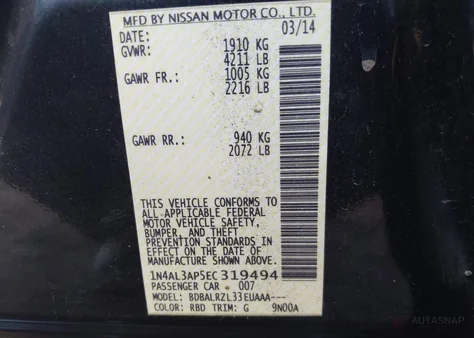 MFD BY NISSAN MOTOR CO., LTD.
DATE: 03/14
GVWR: 1910 KG
4211 LB
GAWR FR.: 1005 KG
2216 LB
GAWR RR.: 940 KG
2072 LB
THIS VEHICLE CONFORMS TO
ALL APPLICABLE FEDERAL
MOTOR VEHICLE SAFETY,
BUMPER, AND THEFT
PREVENTION STANDARDS IN
EFFECT ON THE DATE OF
MANUFACTURE SHOWN ABOVE.
1N4AL3AP5EC319494
PASSENGER CAR 007
MODEL: BDBALRZL33EUAAA---
COLOR: RBD TRIM: G 9N00A
AUTASNAP